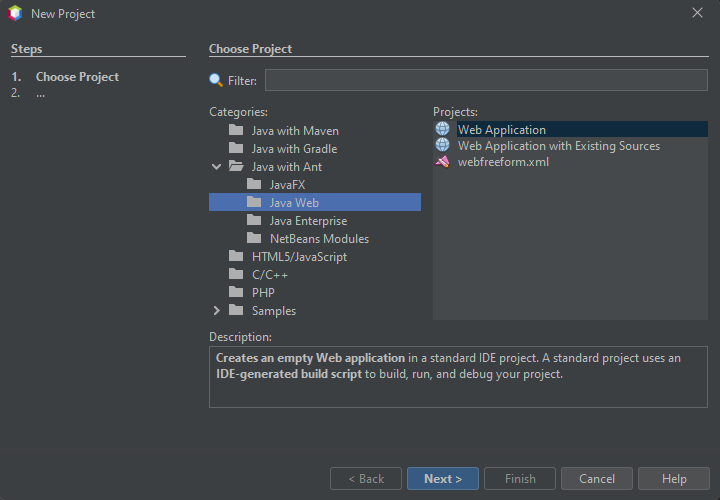 New Project
Steps
1. Choose Project
2. ...
Choose Project
Filter:
Categories:
Java with Maven
Java with Gradle
Java with Ant
JavaFX
Java Web
Java Enterprise
NetBeans Modules
HTML5/JavaScript
C/C++
PHP
Samples
Projects:
Web Application
Web Application with Existing Sources
webfreeform.xml
Description:
Creates an empty Web application in a standard IDE project. A standard project uses an
IDE-generated build script to build, run, and debug your project.
< Back
Next >
Finish
Cancel
Help